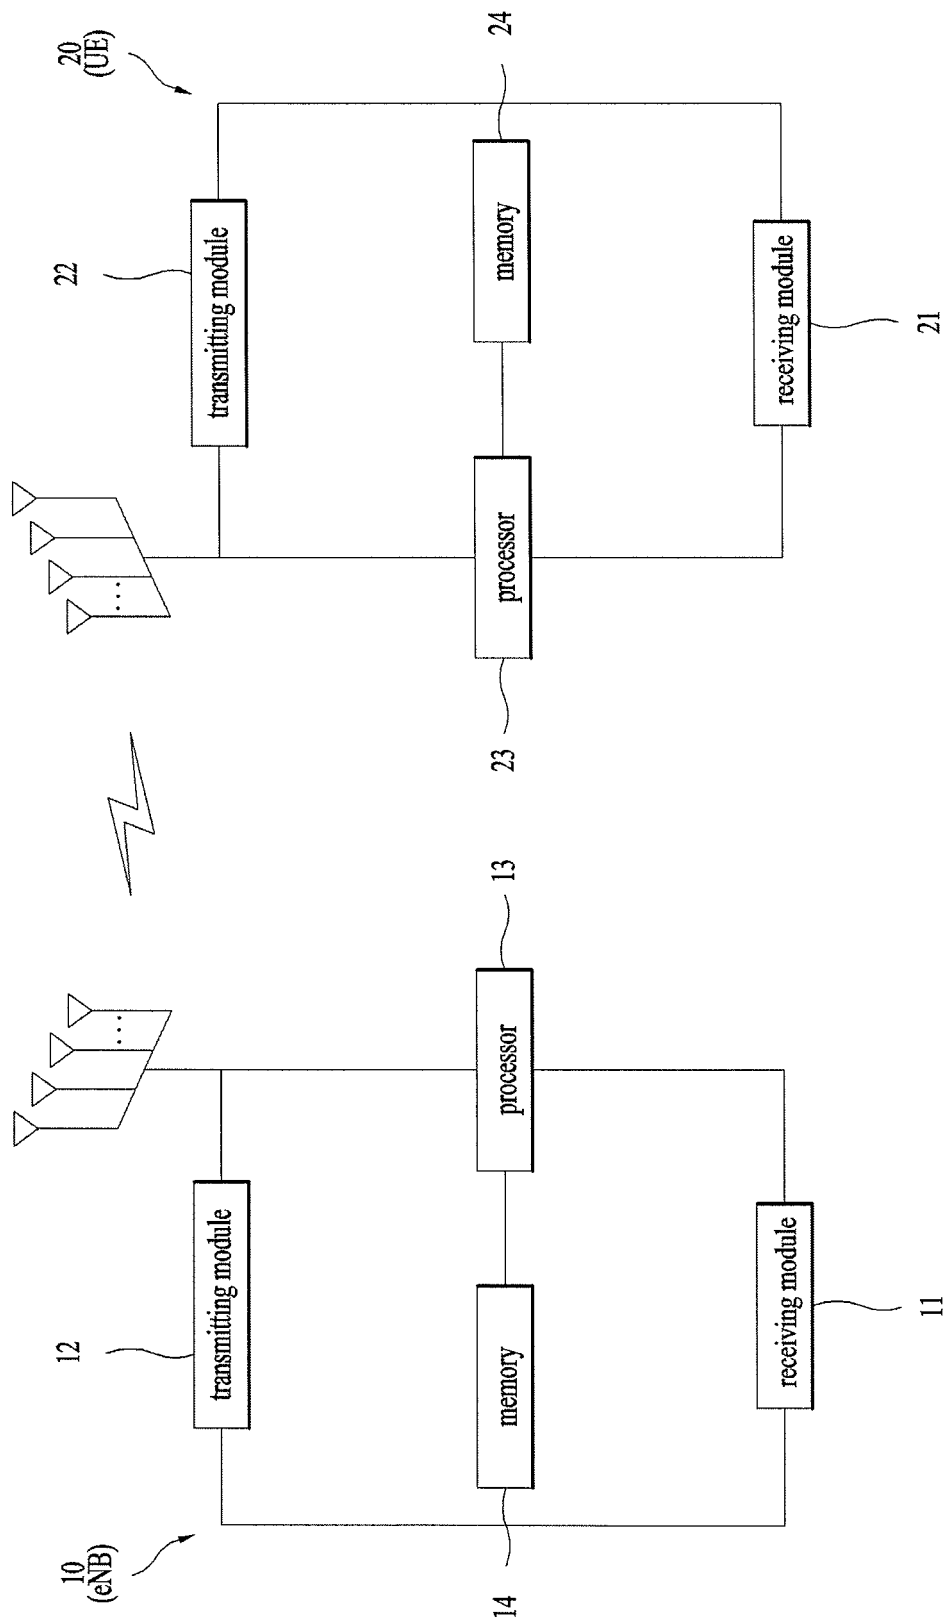 10
(eNB)
12
transmitting module
14
memory
processor
13
receiving module
11
20
(UE)
22
transmitting module
23
processor
memory
24
receiving module
21